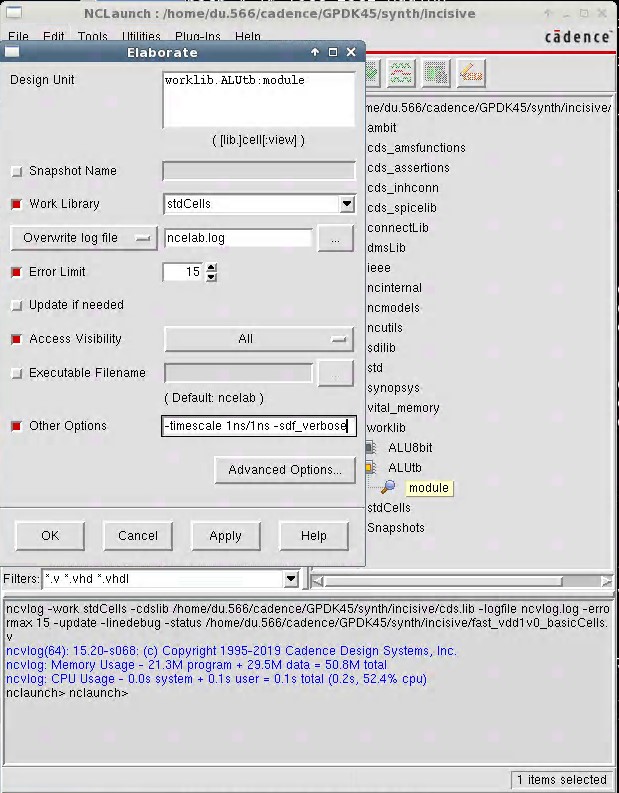 NCLaunch : /home/du.566/cadence/GPDK45/synth/incisive
File Edit Tools Utilities Plug-Ins Help
cādence
Elaborate
Design Unit
worklib.ALUtb:module
( [lib.]cell[:view] )
Snapshot Name
Work Library
stdCells
Overwrite log file
ncelab.log
...
Error Limit
15
Update if needed
Access Visibility
All
Executable Filename
( Default: ncelab )
Other Options
-timescale 1ns/1ns -sdf_verbose
Advanced Options...
OK
Cancel
Apply
Help
me/du.566/cadence/GPDK45/synth/incisive/
ambit
cds_amsfunctions
cds_assertions
cds_inhconn
cds_spicelib
connectLib
dmsLib
ieee
ncinternal
ncmodels
ncutils
sdilib
std
synopsys
vital_memory
worklib
ALU8bit
ALUtb
module
stdCells
Snapshots
Filters: *.v *.vhd *.vhdl
ncvlog -work stdCells -cdslib /home/du.566/cadence/GPDK45/synth/incisive/cds.lib -logfile ncvlog.log -erro
rmax 15 -update -linedebug -status /home/du.566/cadence/GPDK45/synth/incisive/fast_vdd1v0_basicCells.
v
ncvlog(64): 15.20-s068: (c) Copyright 1995-2019 Cadence Design Systems, Inc.
ncvlog: Memory Usage - 21.3M program + 29.5M data = 50.8M total
ncvlog: CPU Usage - 0.0s system + 0.1s user = 0.1s total (0.2s, 52.4% cpu)
nclaunch> nclaunch>
1 items selected